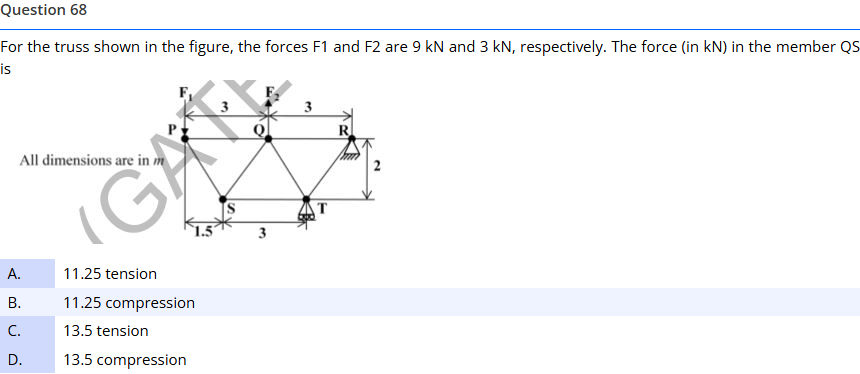 Question 68
For the truss shown in the figure, the forces F1 and F2 are 9 kN and 3 kN, respectively. The force (in kN) in the member QS
is
F₁ F₂
3 3
P Q R
All dimensions are in m
2
(GATE
S T
1.5 3
A. 11.25 tension
B. 11.25 compression
C. 13.5 tension
D. 13.5 compression